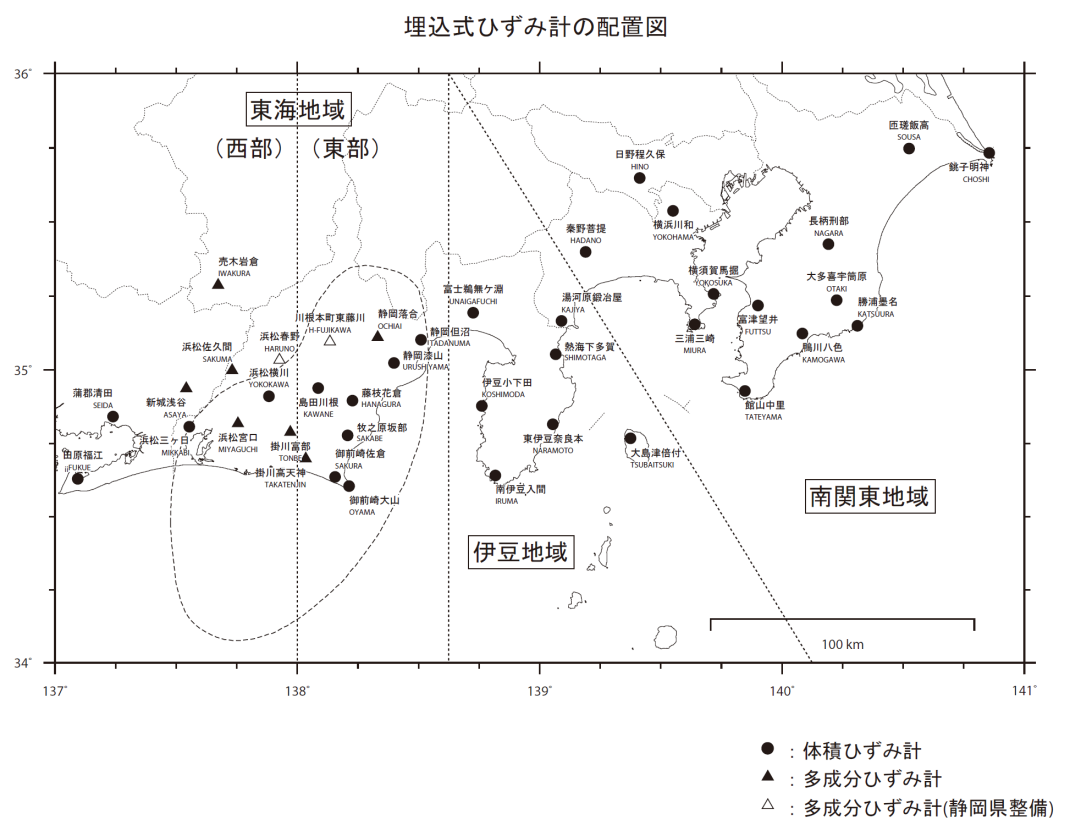 埋込式ひずみ計の配置図
36°
東海地域
(西部)
(東部)
匝瑳飯高
SOUSA
銚子明神
CHOSHI
日野程久保
HINO
横浜川和
YOKOHAMA
長柄刑部
NAGARA
秦野菩提
HADANO
売木岩倉
IWAKURA
横須賀馬堀
YOKOSUKA
大多喜宇筒原
OTAKI
富士鵜無ケ淵
UNAIGAFUCHI
湯河原鍛冶屋
KAJIYA
勝浦墨名
KATSUURA
川根本町東藤川
H-FUJIKAWA
静岡落合
OCHIAI
富津望井
FUTTSU
静岡但沼
TADANUMA
浜松春野
HARUNO
三浦三崎
MIURA
浜松佐久間
SAKUMA
熱海下多賀
SHIMOTAGA
鴨川八色
KAMOGAWA
静岡漆山
URUSHIYAMA
35°
浜松横川
YOKOKAWA
伊豆小下田
KOSHIMODA
蒲郡清田
SEIDA
新城浅谷
ASAYA
島田川根
KAWANE
藤枝花倉
HANAGURA
館山中里
TATEYAMA
牧之原坂部
SAKABE
浜松三ヶ日
MIKKABI
浜松宮口
MIYAGUCHI
掛川富部
TONBE
東伊豆奈良本
NARAMOTO
田原福江
FUKUE
御前崎佐倉
SAKURA
大島津倍付
TSUBAITSUKI
掛川高天神
TAKATENJIN
南伊豆入間
IRUMA
御前崎大山
OYAMA
南関東地域
伊豆地域
100 km
34°
137°
138°
139°
140°
141°
● : 体積ひずみ計
▲ : 多成分ひずみ計
△ : 多成分ひずみ計(静岡県整備)